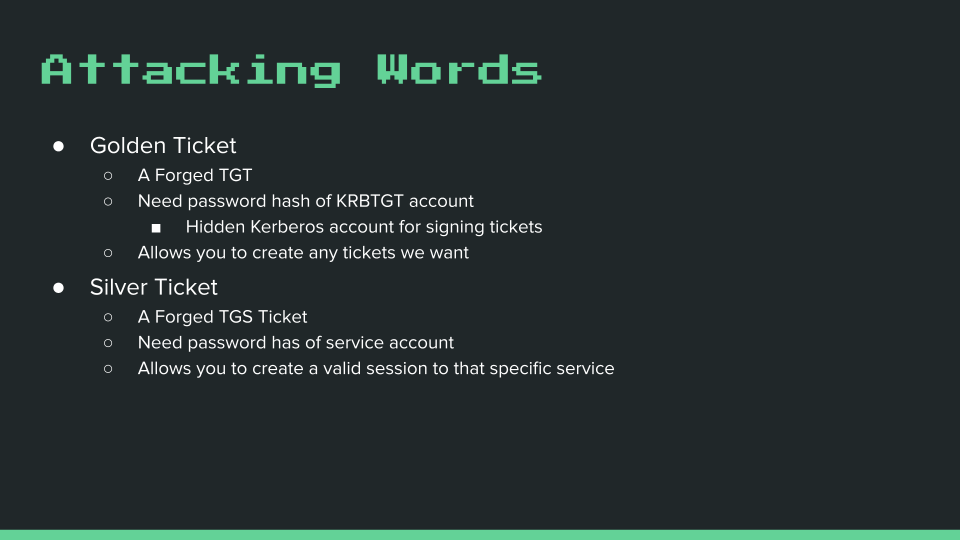 Attacking Words
● Golden Ticket
○ A Forged TGT
○ Need password hash of KRBTGT account
■ Hidden Kerberos account for signing tickets
○ Allows you to create any tickets we want
● Silver Ticket
○ A Forged TGS Ticket
○ Need password has of service account
○ Allows you to create a valid session to that specific service